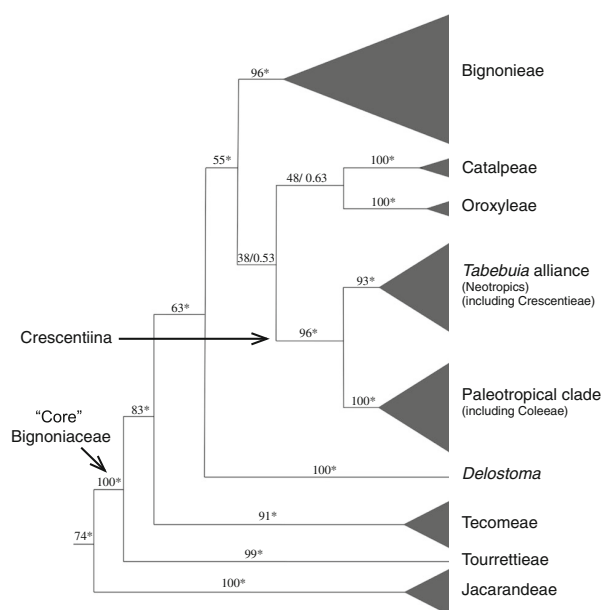 Bignonieae
96*
55*
Catalpeae
100*
48/ 0.63
Oroxyleae
100*
38/0.53
Tabebuia alliance
(Neotropics)
(including Crescentieae)
93*
63*
Crescentiina
96*
Paleotropical clade
(including Coleeae)
100*
83*
"Core"
Bignoniaceae
Delostoma
100*
100*
Tecomeae
91*
74*
Tourrettieae
99*
Jacarandeae
100*